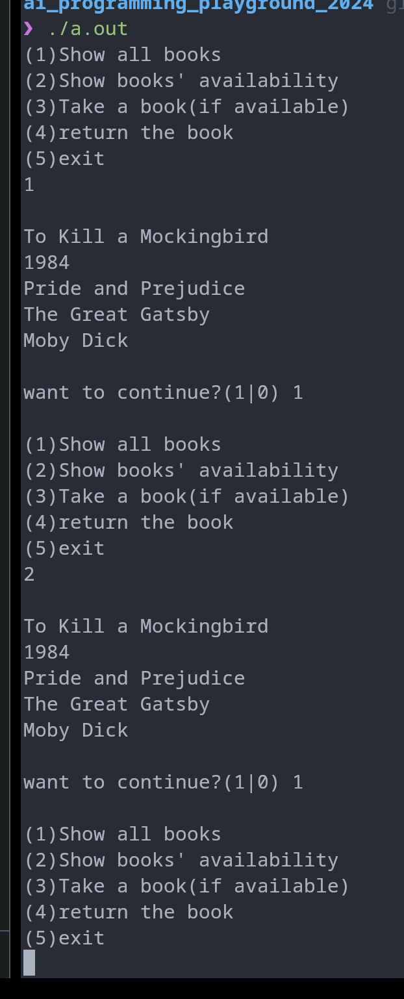 ai_programming_playground_2024
❯ ./a.out
(1)Show all books
(2)Show books' availability
(3)Take a book(if available)
(4)return the book
(5)exit
1
To Kill a Mockingbird
1984
Pride and Prejudice
The Great Gatsby
Moby Dick
want to continue?(1|0) 1
(1)Show all books
(2)Show books' availability
(3)Take a book(if available)
(4)return the book
(5)exit
2
To Kill a Mockingbird
1984
Pride and Prejudice
The Great Gatsby
Moby Dick
want to continue?(1|0) 1
(1)Show all books
(2)Show books' availability
(3)Take a book(if available)
(4)return the book
(5)exit